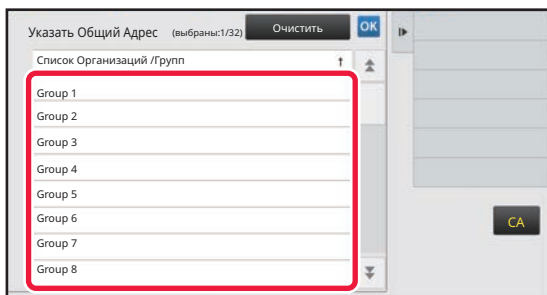 Указать Общий Адрес (выбраны:1/32) Очистить OK
Список Организаций /Групп ↑
Group 1
Group 2
Group 3
Group 4
Group 5
Group 6
Group 7
Group 8
CA